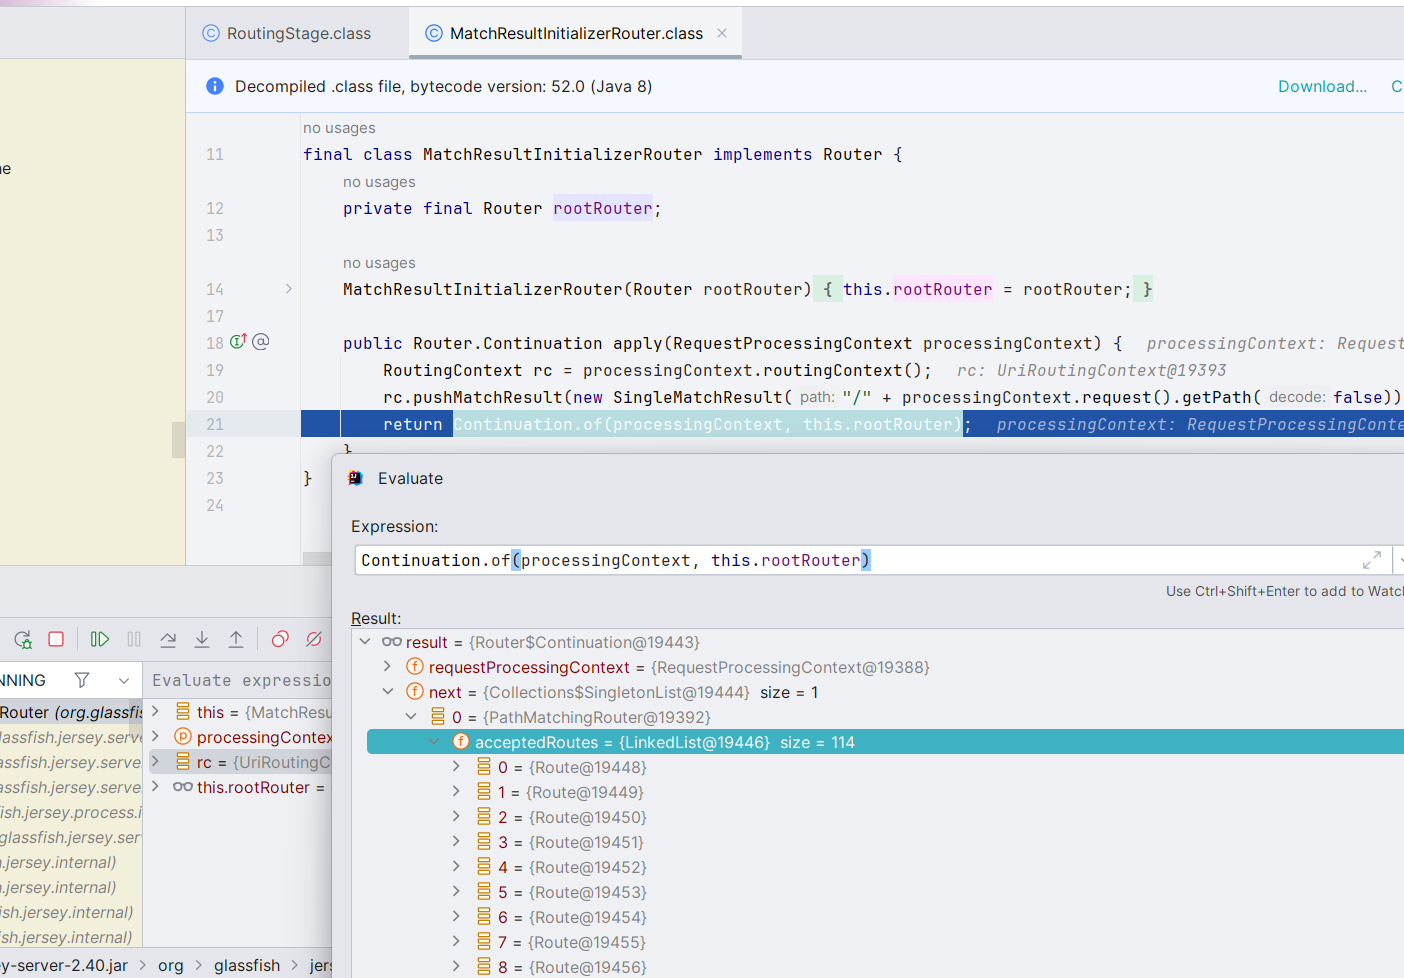 RoutingStage.class
MatchResultInitializerRouter.class
Decompiled .class file, bytecode version: 52.0 (Java 8)
Download...
C
ne
no usages
11 final class MatchResultInitializerRouter implements Router {
no usages
12 private final Router rootRouter;
13
no usages
14 MatchResultInitializerRouter(Router rootRouter) { this.rootRouter = rootRouter; }
17
18 @ public Router.Continuation apply(RequestProcessingContext processingContext) { processingContext: Request
19 RoutingContext rc = processingContext.routingContext(); rc: UriRoutingContext@19393
20 rc.pushMatchResult(new SingleMatchResult( path: "/" + processingContext.request().getPath( decode: false))
21 return Continuation.of(processingContext, this.rootRouter); processingContext: RequestProcessingConte
22 }
23 }
24
Evaluate
Expression:
Continuation.of(processingContext, this.rootRouter)
Use Ctrl+Shift+Enter to add to Watc
Result:
result = {Router$Continuation@19443}
requestProcessingContext = {RequestProcessingContext@19388}
next = {Collections$SingletonList@19444} size = 1
0 = {PathMatchingRouter@19392}
acceptedRoutes = {LinkedList@19446} size = 114
0 = {Route@19448}
1 = {Route@19449}
2 = {Route@19450}
3 = {Route@19451}
4 = {Route@19452}
5 = {Route@19453}
6 = {Route@19454}
7 = {Route@19455}
8 = {Route@19456}
NNING
Evaluate expressio
Router (org.glassfis
lassfish.jersey.serve
assfish.jersey.server
lassfish.jersey.serve
fish.jersey.process.i
glassfish.jersey.ser
h.jersey.internal)
n.jersey.internal)
ish.jersey.internal)
sh.jersey.internal)
this = {MatchResu
processingContex
rc = {UriRoutingC
this.rootRouter =
y-server-2.40.jar > org > glassfish > jers